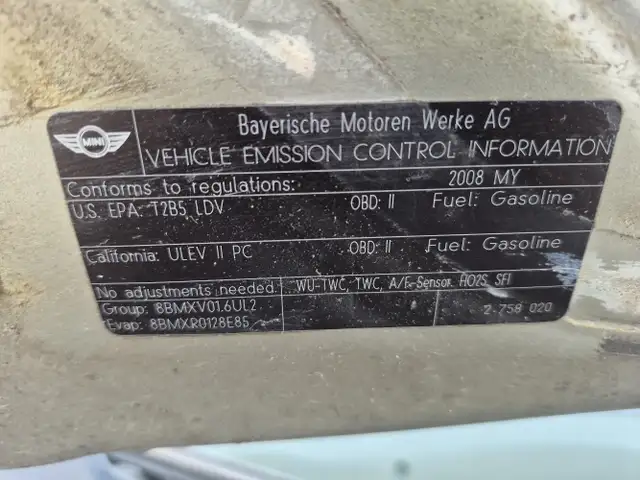 MINI
Bayerische Motoren Werke AG
VEHICLE EMISSION CONTROL INFORMATION
Conforms to regulations: 2008 MY
U.S. EPA: T2B5 LDV OBD: II Fuel: Gasoline
California: ULEV II PC OBD: II Fuel: Gasoline
No adjustments needed. WU-TWC, TWC, A/F-Sensor, HO2S, SFI
Group: 8BMXV01.6UL2
Evap: 8BMXR0128E85 2 758 020